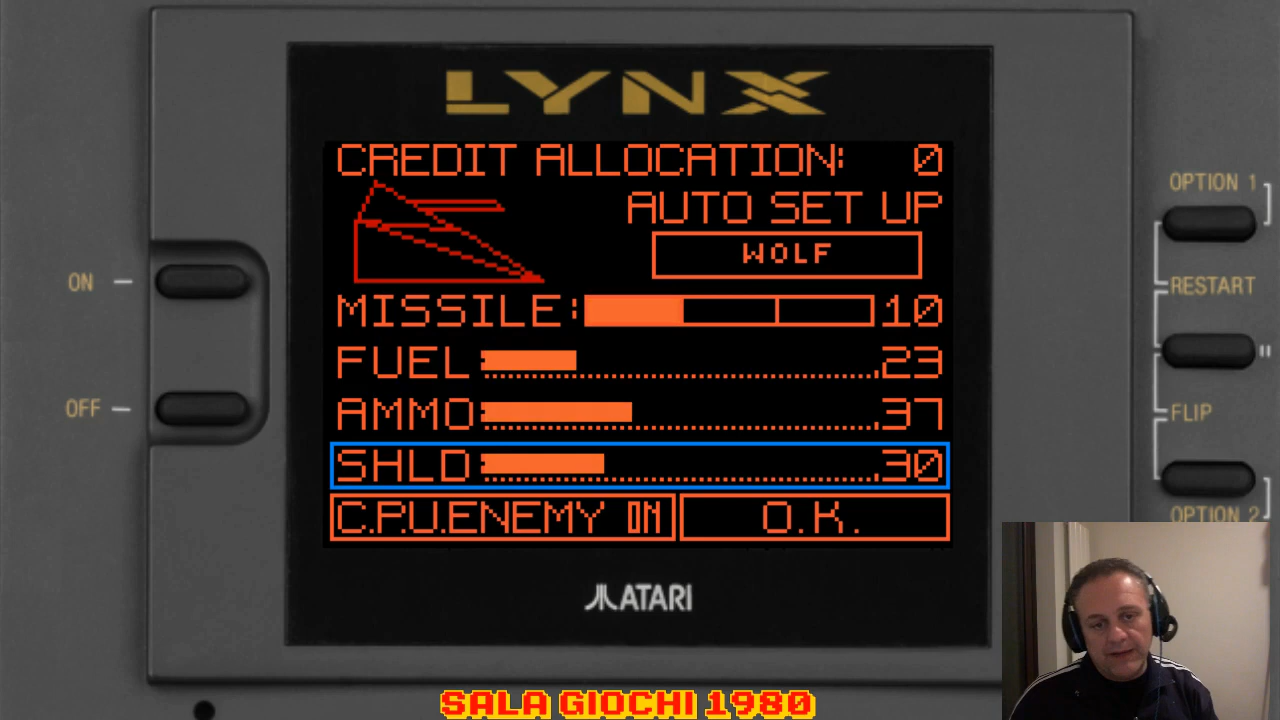 LYNX
CREDIT ALLOCATION: 0
AUTO SET UP
WOLF
MISSILE: 10
FUEL 23
AMMO 37
SHLD 30
C.P.U.ENEMY ON
O.K.
ATARI
ON
OFF
OPTION 1
RESTART
FLIP
OPTION 2
SALA GIOCHI 1980